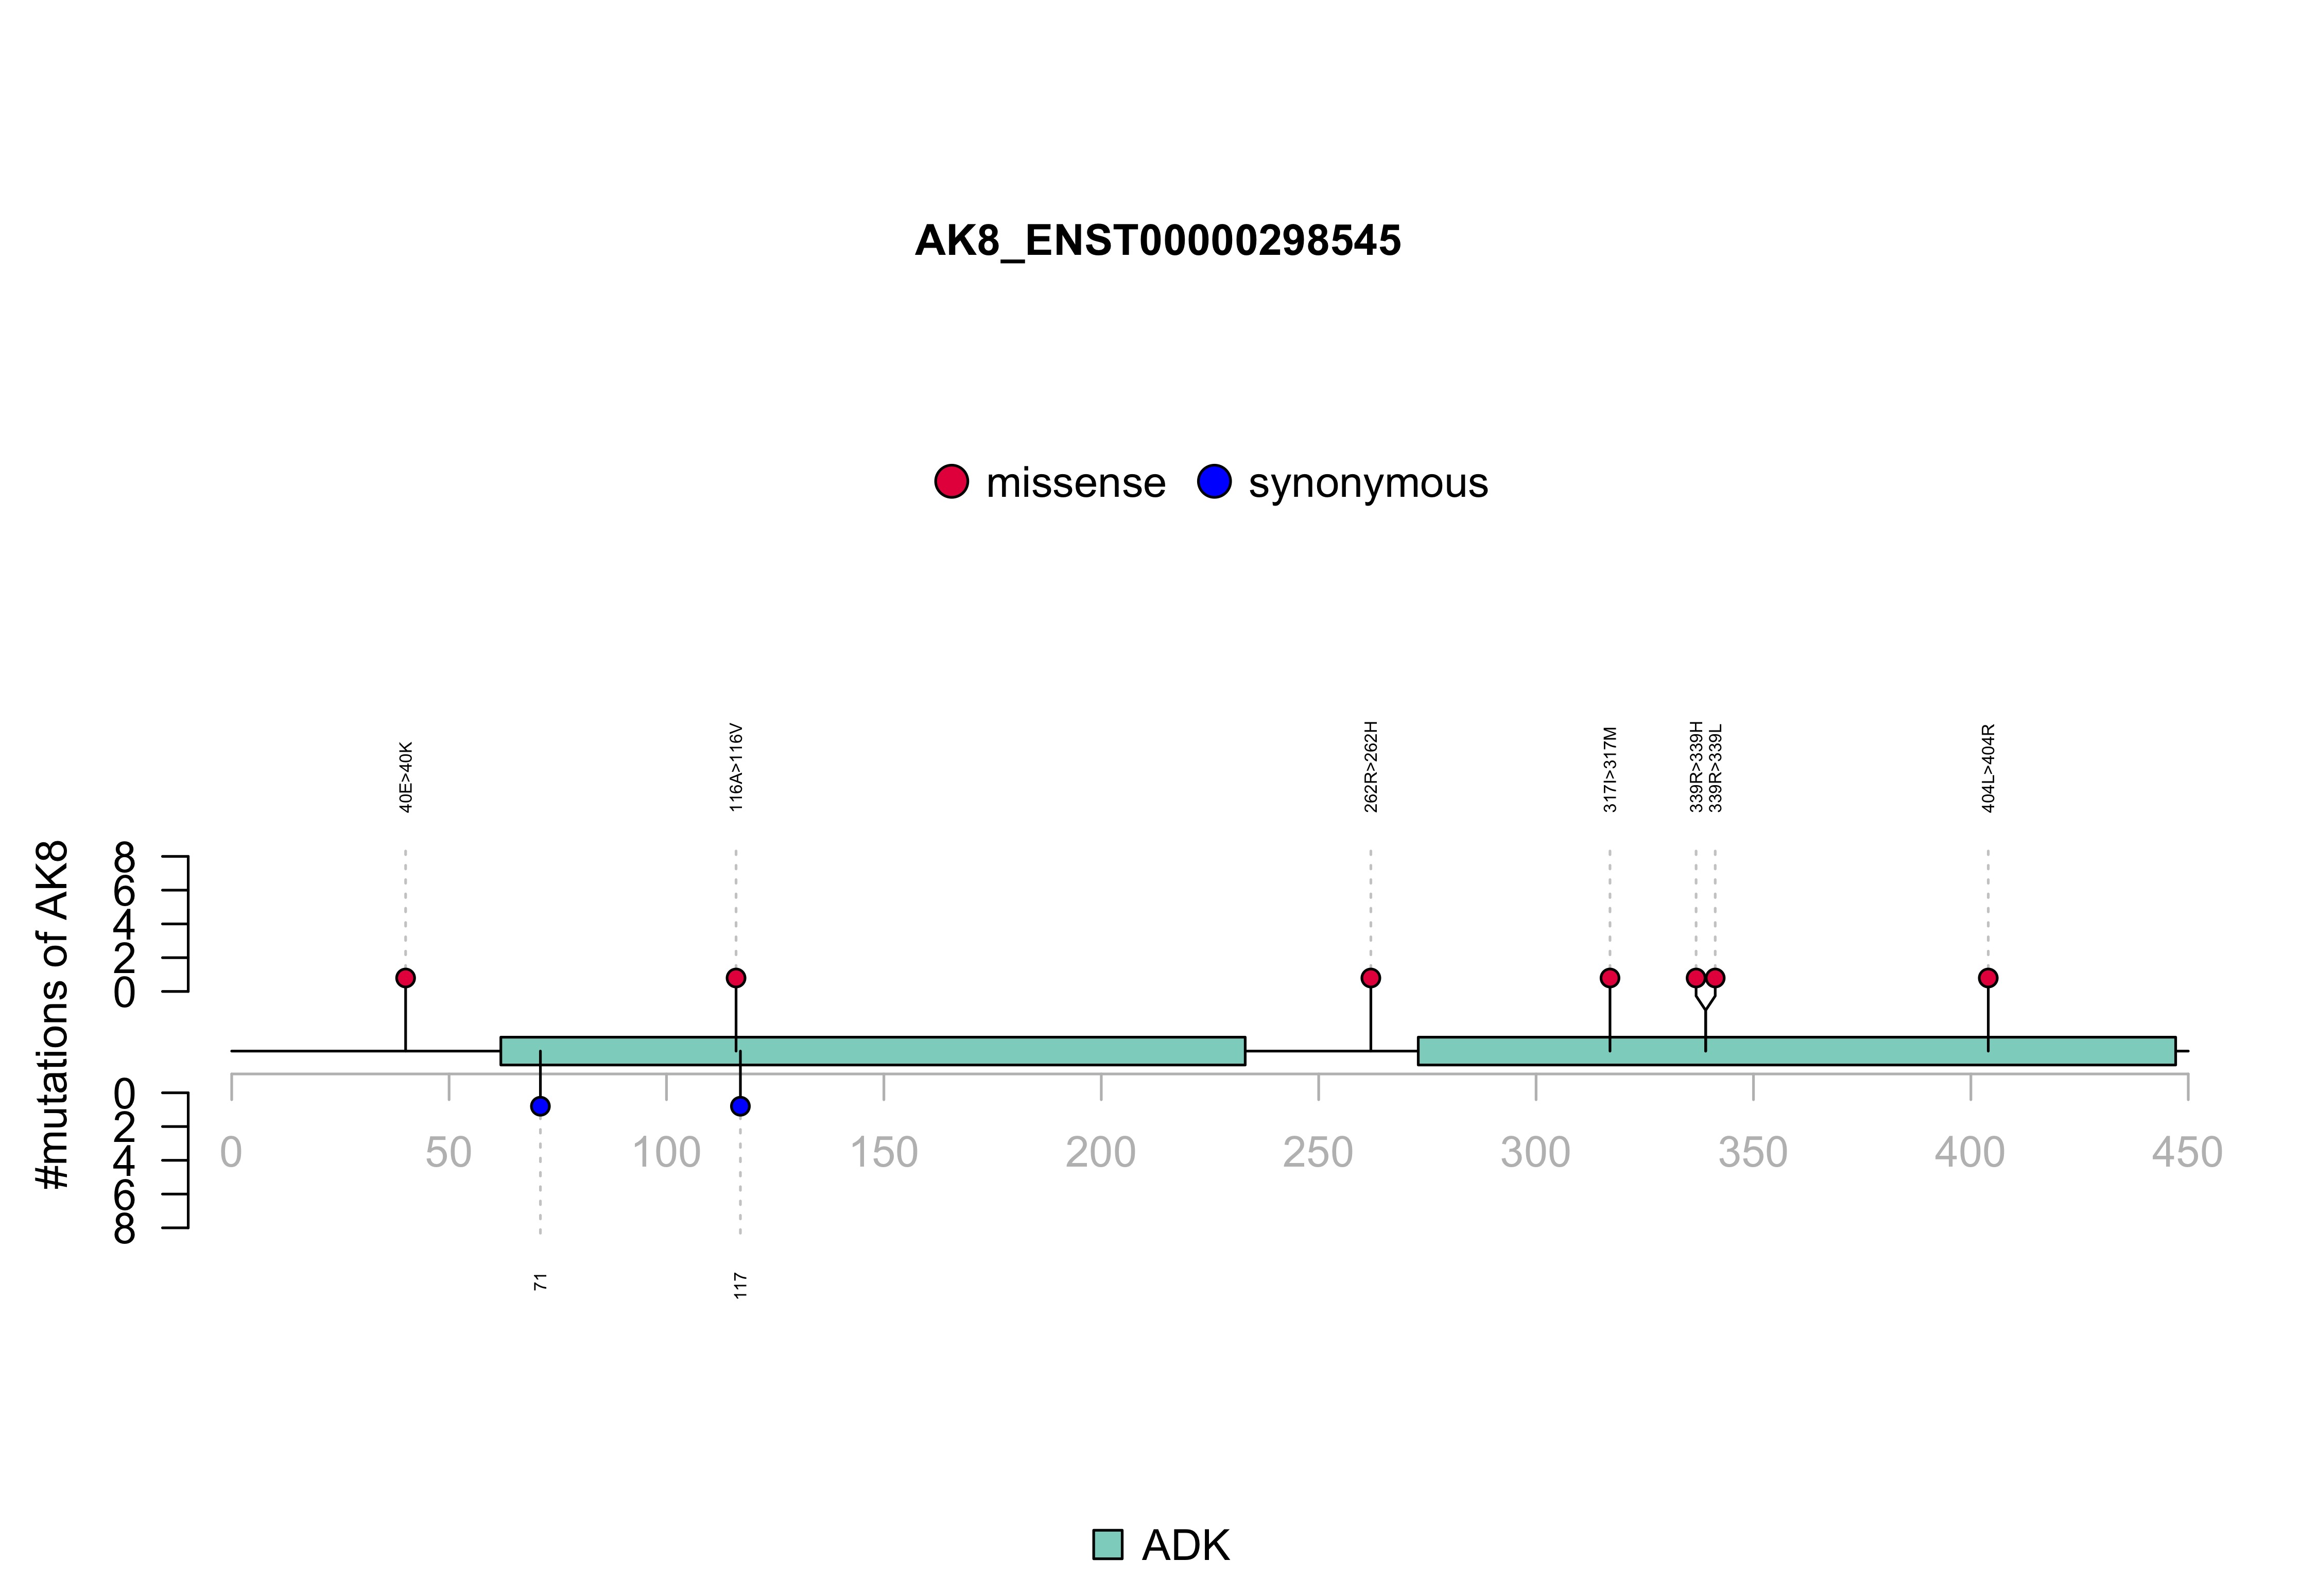 AK8_ENST00000298545
missense synonymous
40E>40K
116A>116V
262R>262H
317I>317M
339R>339H
339R>339L
404L>404R
#mutations of AK8
8
6
4
2
0
0
2
4
6
8
0 50 100 150 200 250 300 350 400 450
71
117
ADK